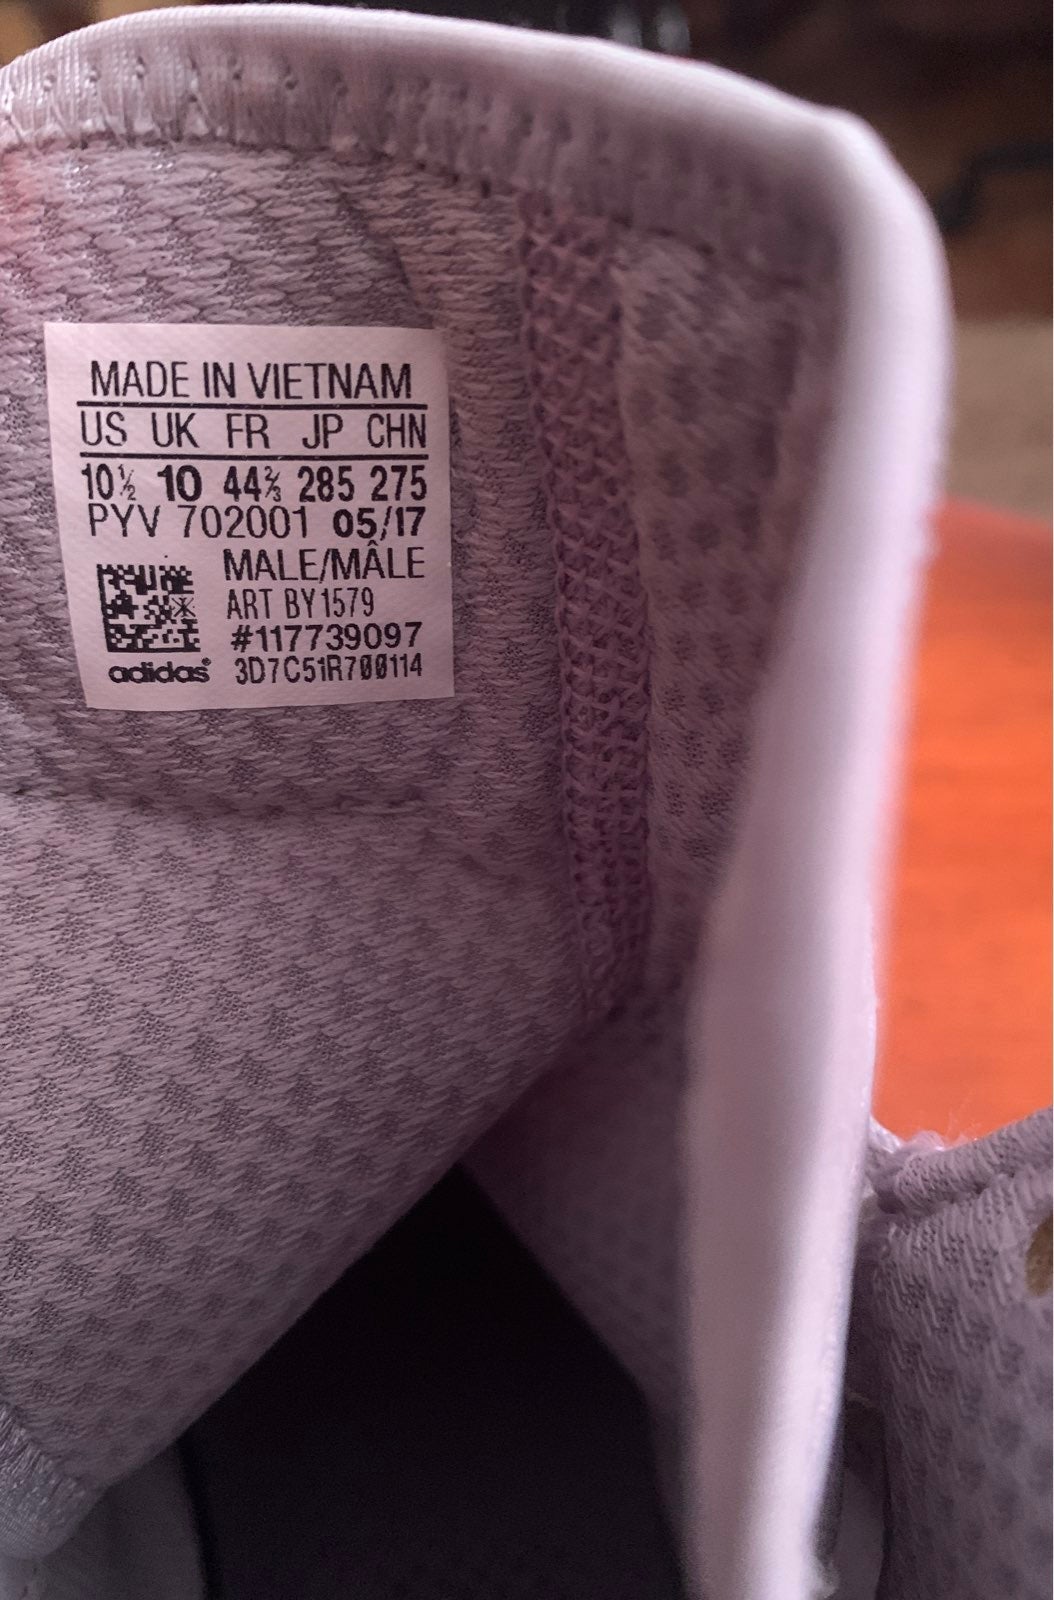 MADE IN VIETNAM
US UK FR JP CHN
10½ 10 44⅔ 285 275
PYV 702001 05/17
MALE/MÂLE
ART BY1579
#117739097
adidas® 3D7C51R700114